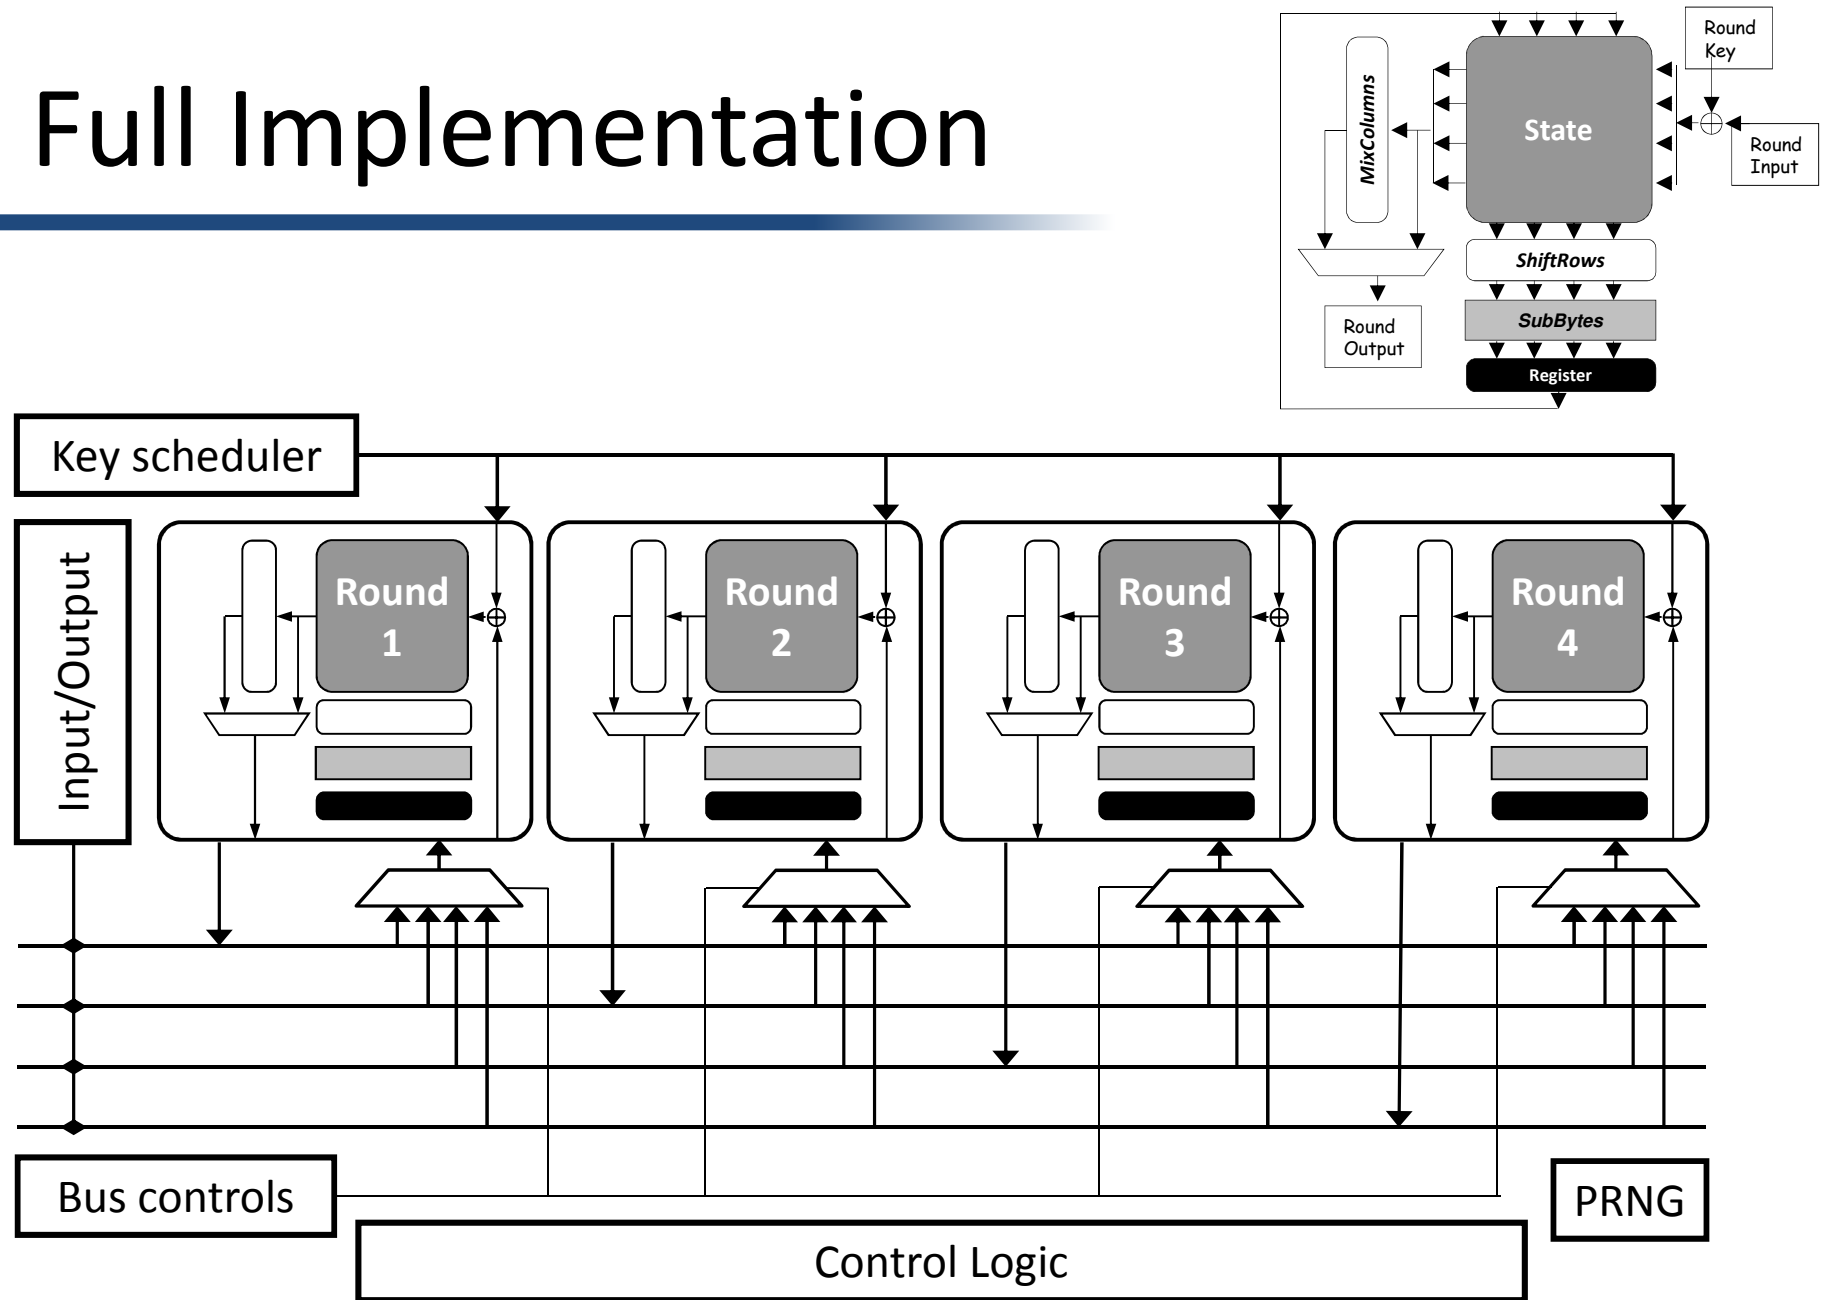 Full Implementation
Round
Key
MixColumns
State
Round
Input
ShiftRows
SubBytes
Round
Output
Register
Key scheduler
Input/Output
Round
1
Round
2
Round
3
Round
4
Bus controls
PRNG
Control Logic